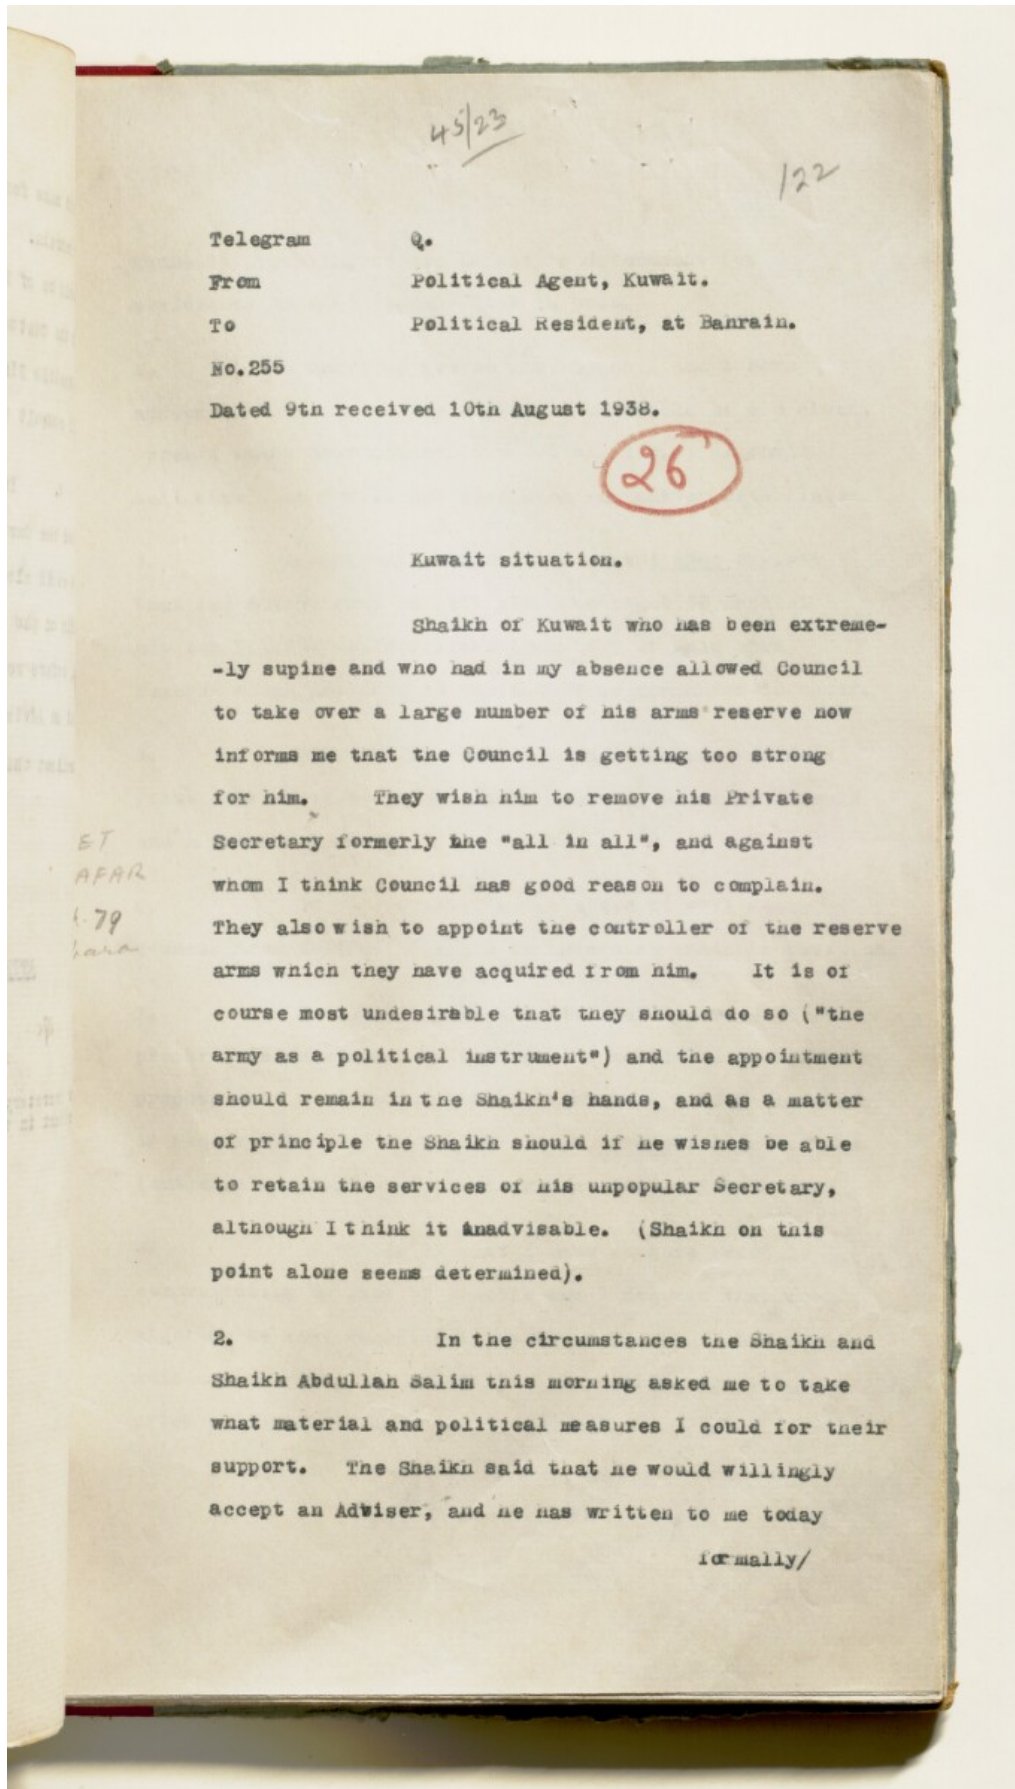 45/23
122
Telegram Q.
From Political Agent, Kuwait.
To Political Resident, at Bahrain.
No.255
Dated 9th received 10th August 1938.
26
Kuwait situation.
Shaikh of Kuwait who has been extreme-
-ly supine and who had in my absence allowed Council
to take over a large number of his arms reserve now
informs me that the Council is getting too strong
for him. They wish him to remove his Private
Secretary formerly the "all in all", and against
whom I think Council has good reason to complain.
They also wish to appoint the controller of the reserve
arms which they have acquired from him. It is of
course most undesirable that they should do so ("the
army as a political instrument") and the appointment
should remain in the Shaikh's hands, and as a matter
of principle the Shaikh should if he wishes be able
to retain the services of his unpopular Secretary,
although I think it inadvisable. (Shaikh on this
point alone seems determined).
2. In the circumstances the Shaikh and
Shaikh Abdullah Salim this morning asked me to take
what material and political measures I could for their
support. The Shaikh said that he would willingly
accept an Adviser, and he has written to me today
formally/
ET
AFAR
79